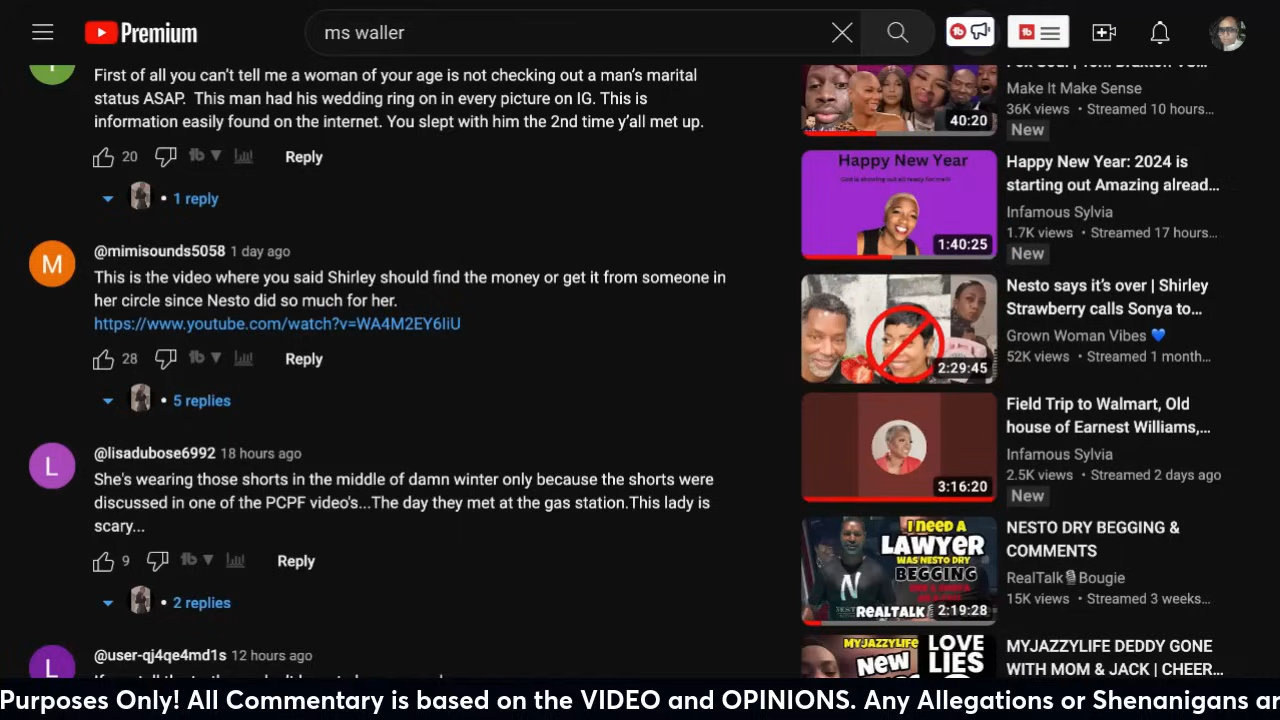 Premium
ms waller
First of all you can't tell me a woman of your age is not checking out a man's marital
status ASAP. This man had his wedding ring on in every picture on IG. This is
information easily found on the internet. You slept with him the 2nd time y'all met up.
20
Reply
• 1 reply
M
@mimisounds5058 1 day ago
This is the video where you said Shirley should find the money or get it from someone in
her circle since Nesto did so much for her.
https://www.youtube.com/watch?v=WA4M2EY6IiU
28
Reply
• 5 replies
L
@lisadubose6992 18 hours ago
She's wearing those shorts in the middle of damn winter only because the shorts were
discussed in one of the PCPF video's...The day they met at the gas station.This lady is
scary...
9
Reply
• 2 replies
L
@user-qj4qe4md1s 12 hours ago
40:20
Make It Make Sense
36K views • Streamed 10 hours...
New
Happy New Year
1:40:25
Happy New Year: 2024 is
starting out Amazing alread...
Infamous Sylvia
1.7K views • Streamed 17 hours...
New
2:29:45
Nesto says it's over | Shirley
Strawberry calls Sonya to...
Grown Woman Vibes 💙
52K views • Streamed 1 month...
3:16:20
Field Trip to Walmart, Old
house of Earnest Williams,...
Infamous Sylvia
2.5K views • Streamed 2 days ago
New
I NEED A
LAWYER
WAS NESTO DRY
BEGGING
N
REALTALK
2:19:28
NESTO DRY BEGGING &
COMMENTS
RealTalk🎙Bougie
15K views • Streamed 3 weeks...
MYJAZZYLIFE
NEW
LOVE
LIES
MYJAZZYLIFE DEDDY GONE
WITH MOM & JACK | CHEER...
Purposes Only! All Commentary is based on the VIDEO and OPINIONS. Any Allegations or Shenanigans ar